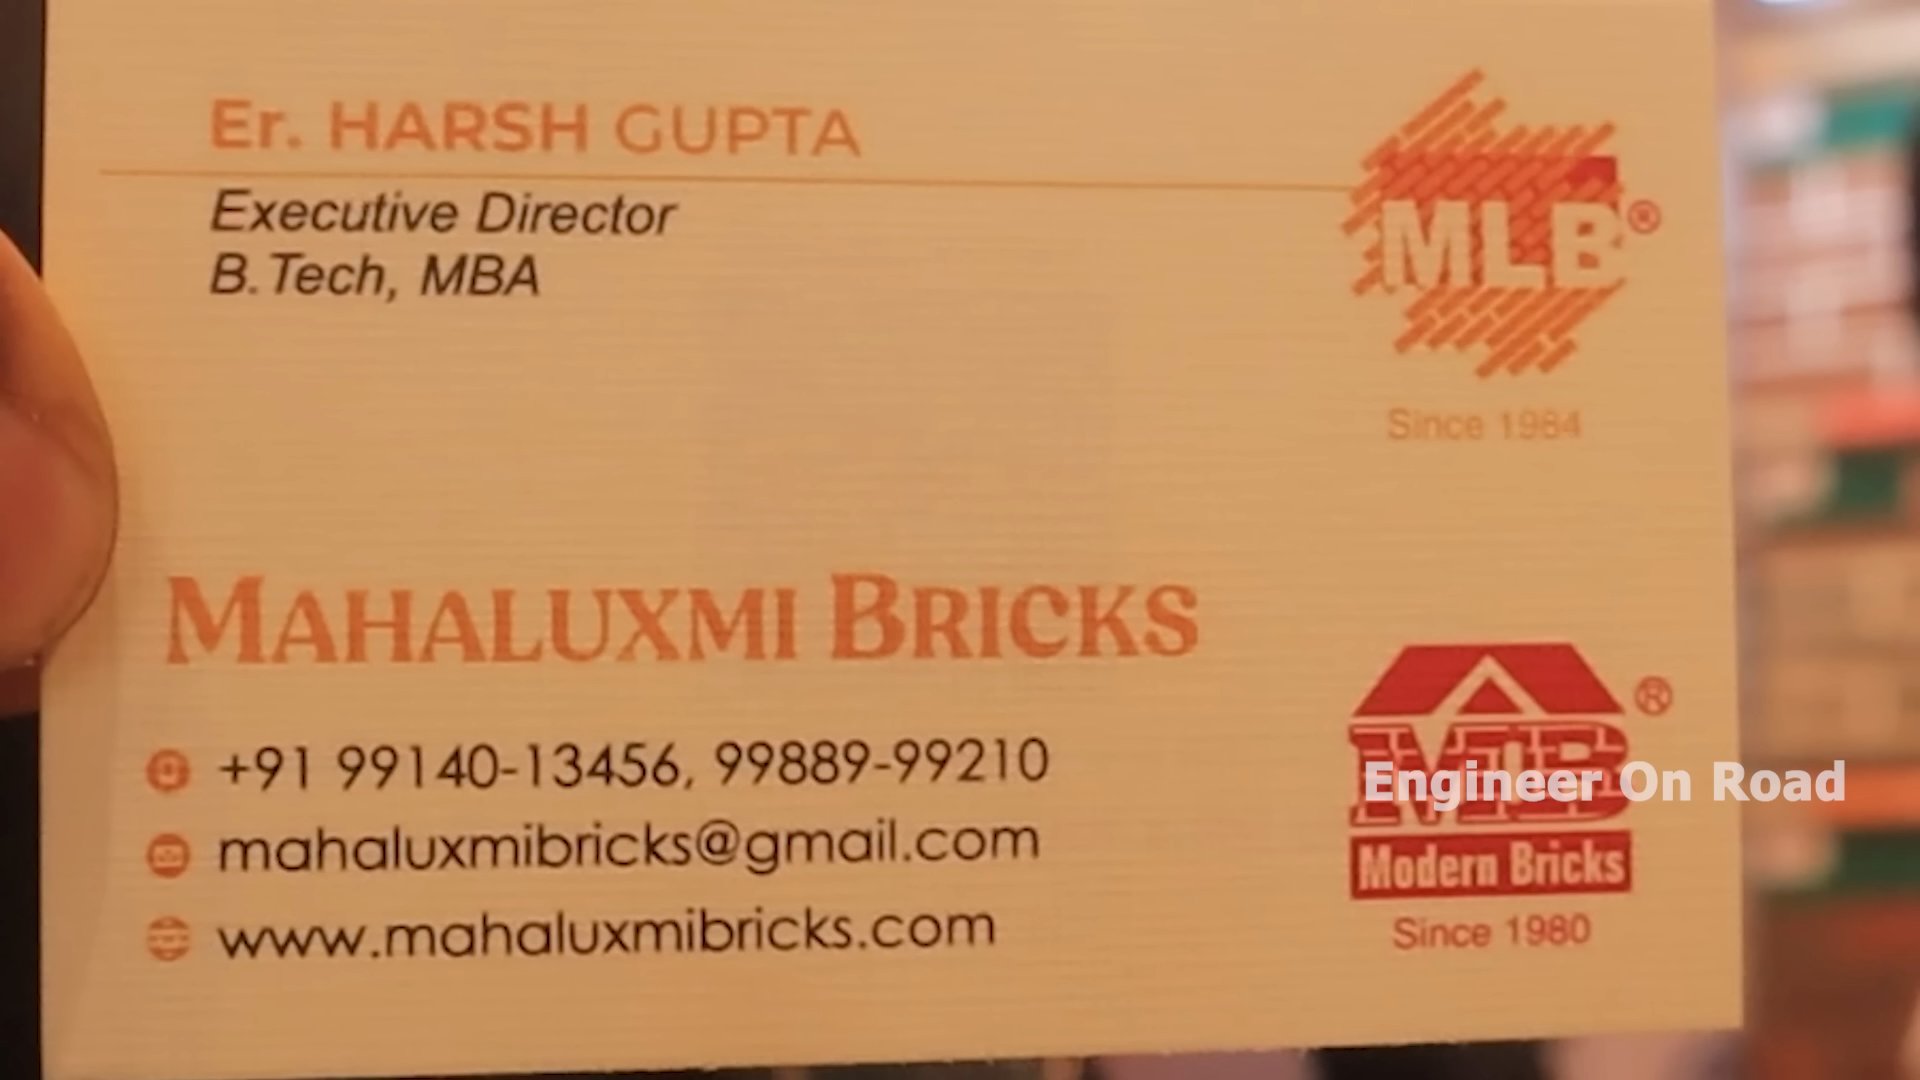 Er. HARSH GUPTA
Executive Director
B.Tech, MBA
MLB®
Since 1984
MAHALUXMI BRICKS
+91 99140-13456, 99889-99210
mahaluxmibricks@gmail.com
www.mahaluxmibricks.com
MB®
Engineer On Road
Modern Bricks
Since 1980